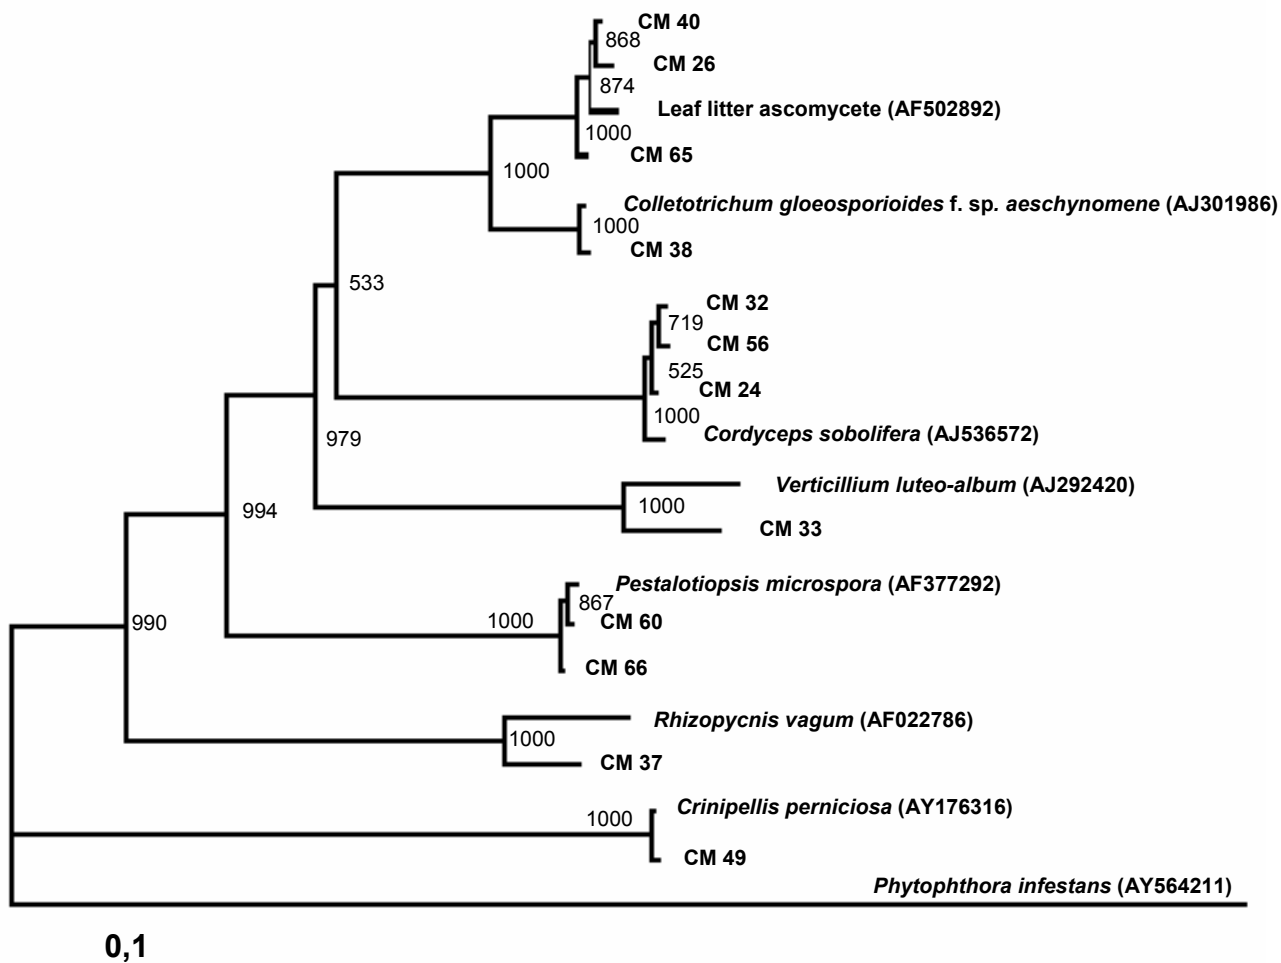 CM 40
868
CM 26
874
Leaf litter ascomycete (AF502892)
1000
CM 65
1000
Colletotrichum gloeosporioides f. sp. aeschynomene (AJ301986)
1000
CM 38
533
CM 32
719
CM 56
525
CM 24
1000
Cordyceps sobolifera (AJ536572)
979
Verticillium luteo-album (AJ292420)
1000
994
CM 33
Pestalotiopsis microspora (AF377292)
867
1000
CM 60
990
CM 66
Rhizopycnis vagum (AF022786)
1000
CM 37
Crinipellis perniciosa (AY176316)
1000
CM 49
Phytophthora infestans (AY564211)
0,1